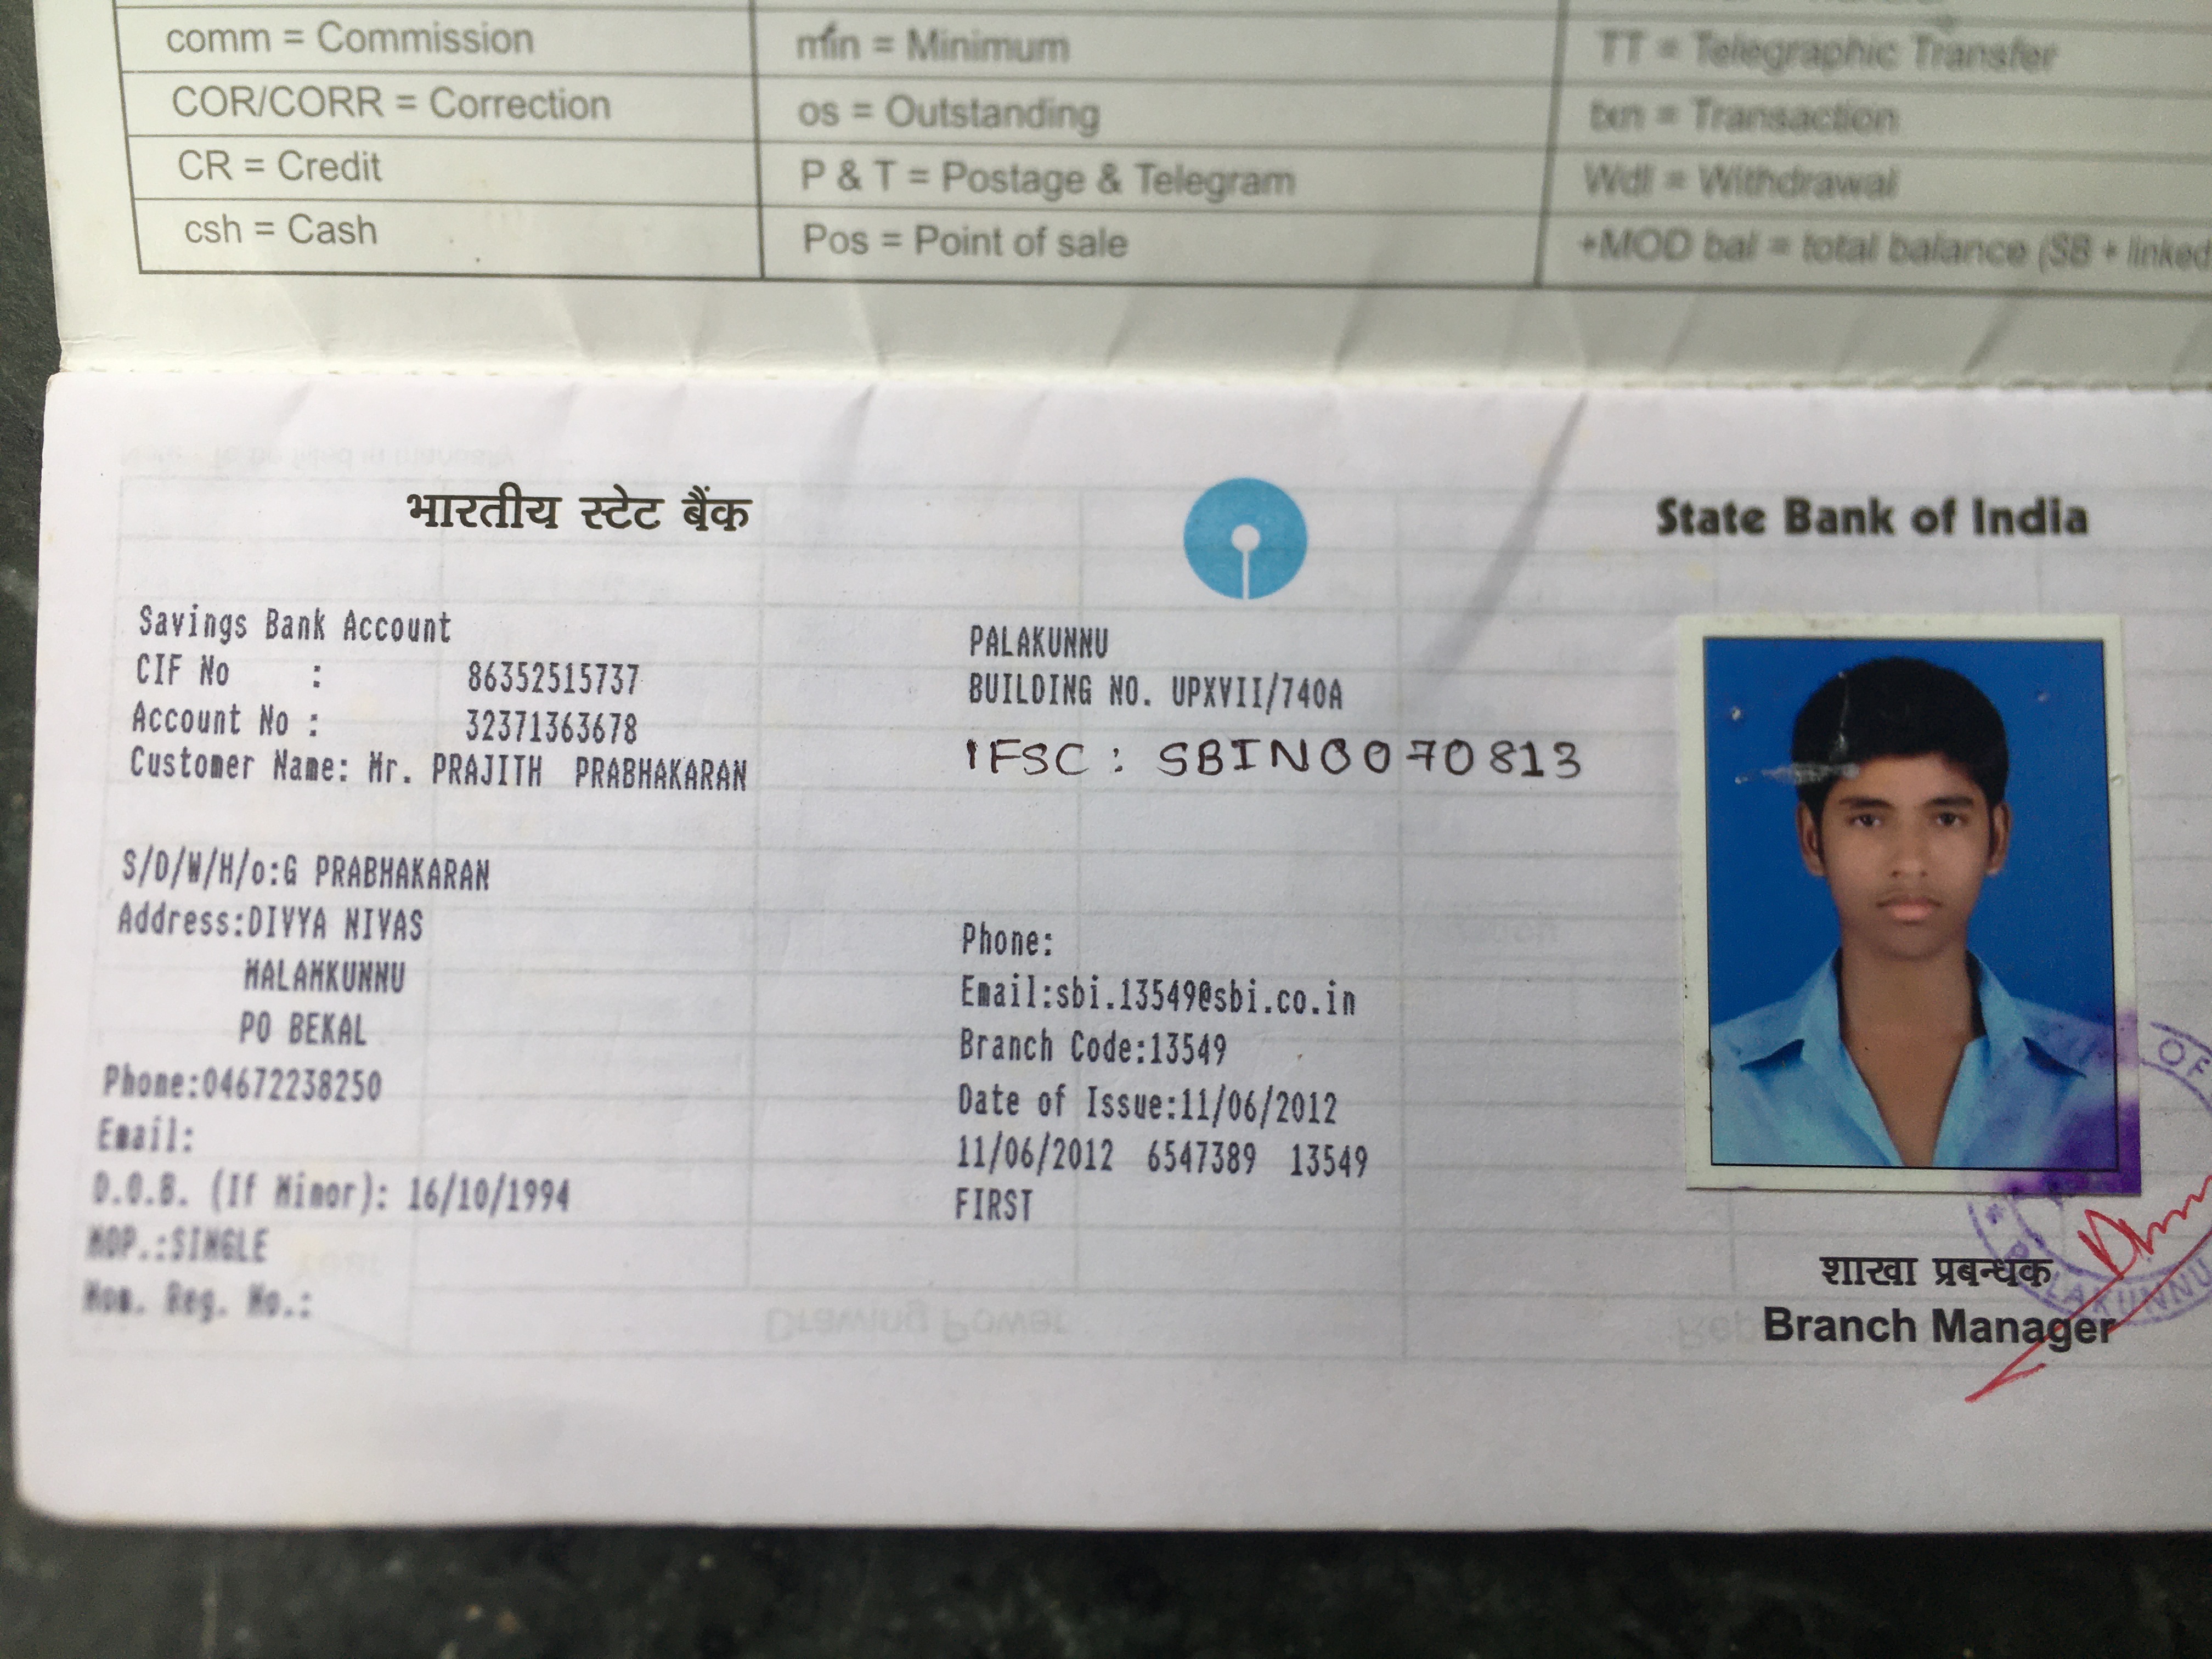 comm = Commission
min = Minimum
TT = Telegraphic Transfer
COR/CORR = Correction
os = Outstanding
txn = Transaction
CR = Credit
P & T = Postage & Telegram
Wdl = Withdrawal
csh = Cash
Pos = Point of sale
+MOD bal = total balance (SB + linked
भारतीय स्टेट बैंक
State Bank of India
Savings Bank Account
CIF No : 86352515737
Account No : 32371363678
Customer Name: Mr. PRAJITH PRABHAKARAN
S/D/W/H/o:G PRABHAKARAN
Address:DIVYA NIVAS
MALAMKUNNU
PO BEKAL
Phone:04672238250
Email:
D.O.B. (If Minor): 16/10/1994
MOP.:SINGLE
Nom. Reg. No.:
PALAKUNNU
BUILDING NO. UPXVII/740A
IFSC : SBIN0070813
Phone:
Email:sbi.13549@sbi.co.in
Branch Code:13549
Date of Issue:11/06/2012
11/06/2012 6547389 13549
FIRST
शाखा प्रबन्धक
Branch Manager
OF